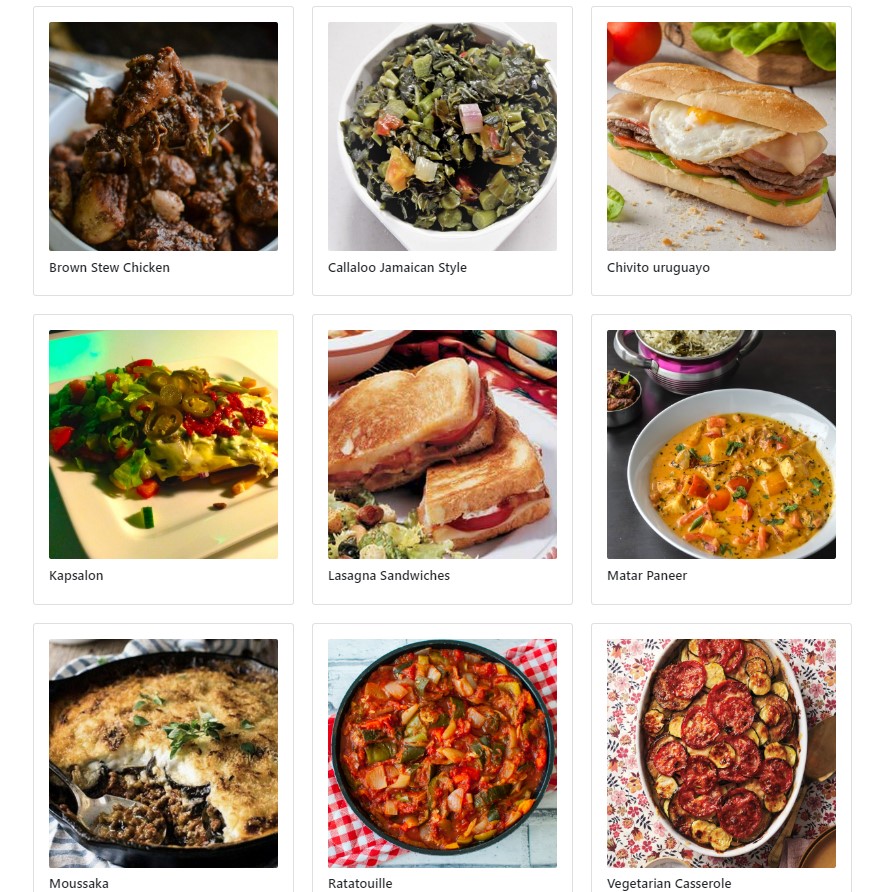 Brown Stew Chicken
Callaloo Jamaican Style
Chivito uruguayo
Kapsalon
Lasagna Sandwiches
Matar Paneer
Moussaka
Ratatouille
Vegetarian Casserole